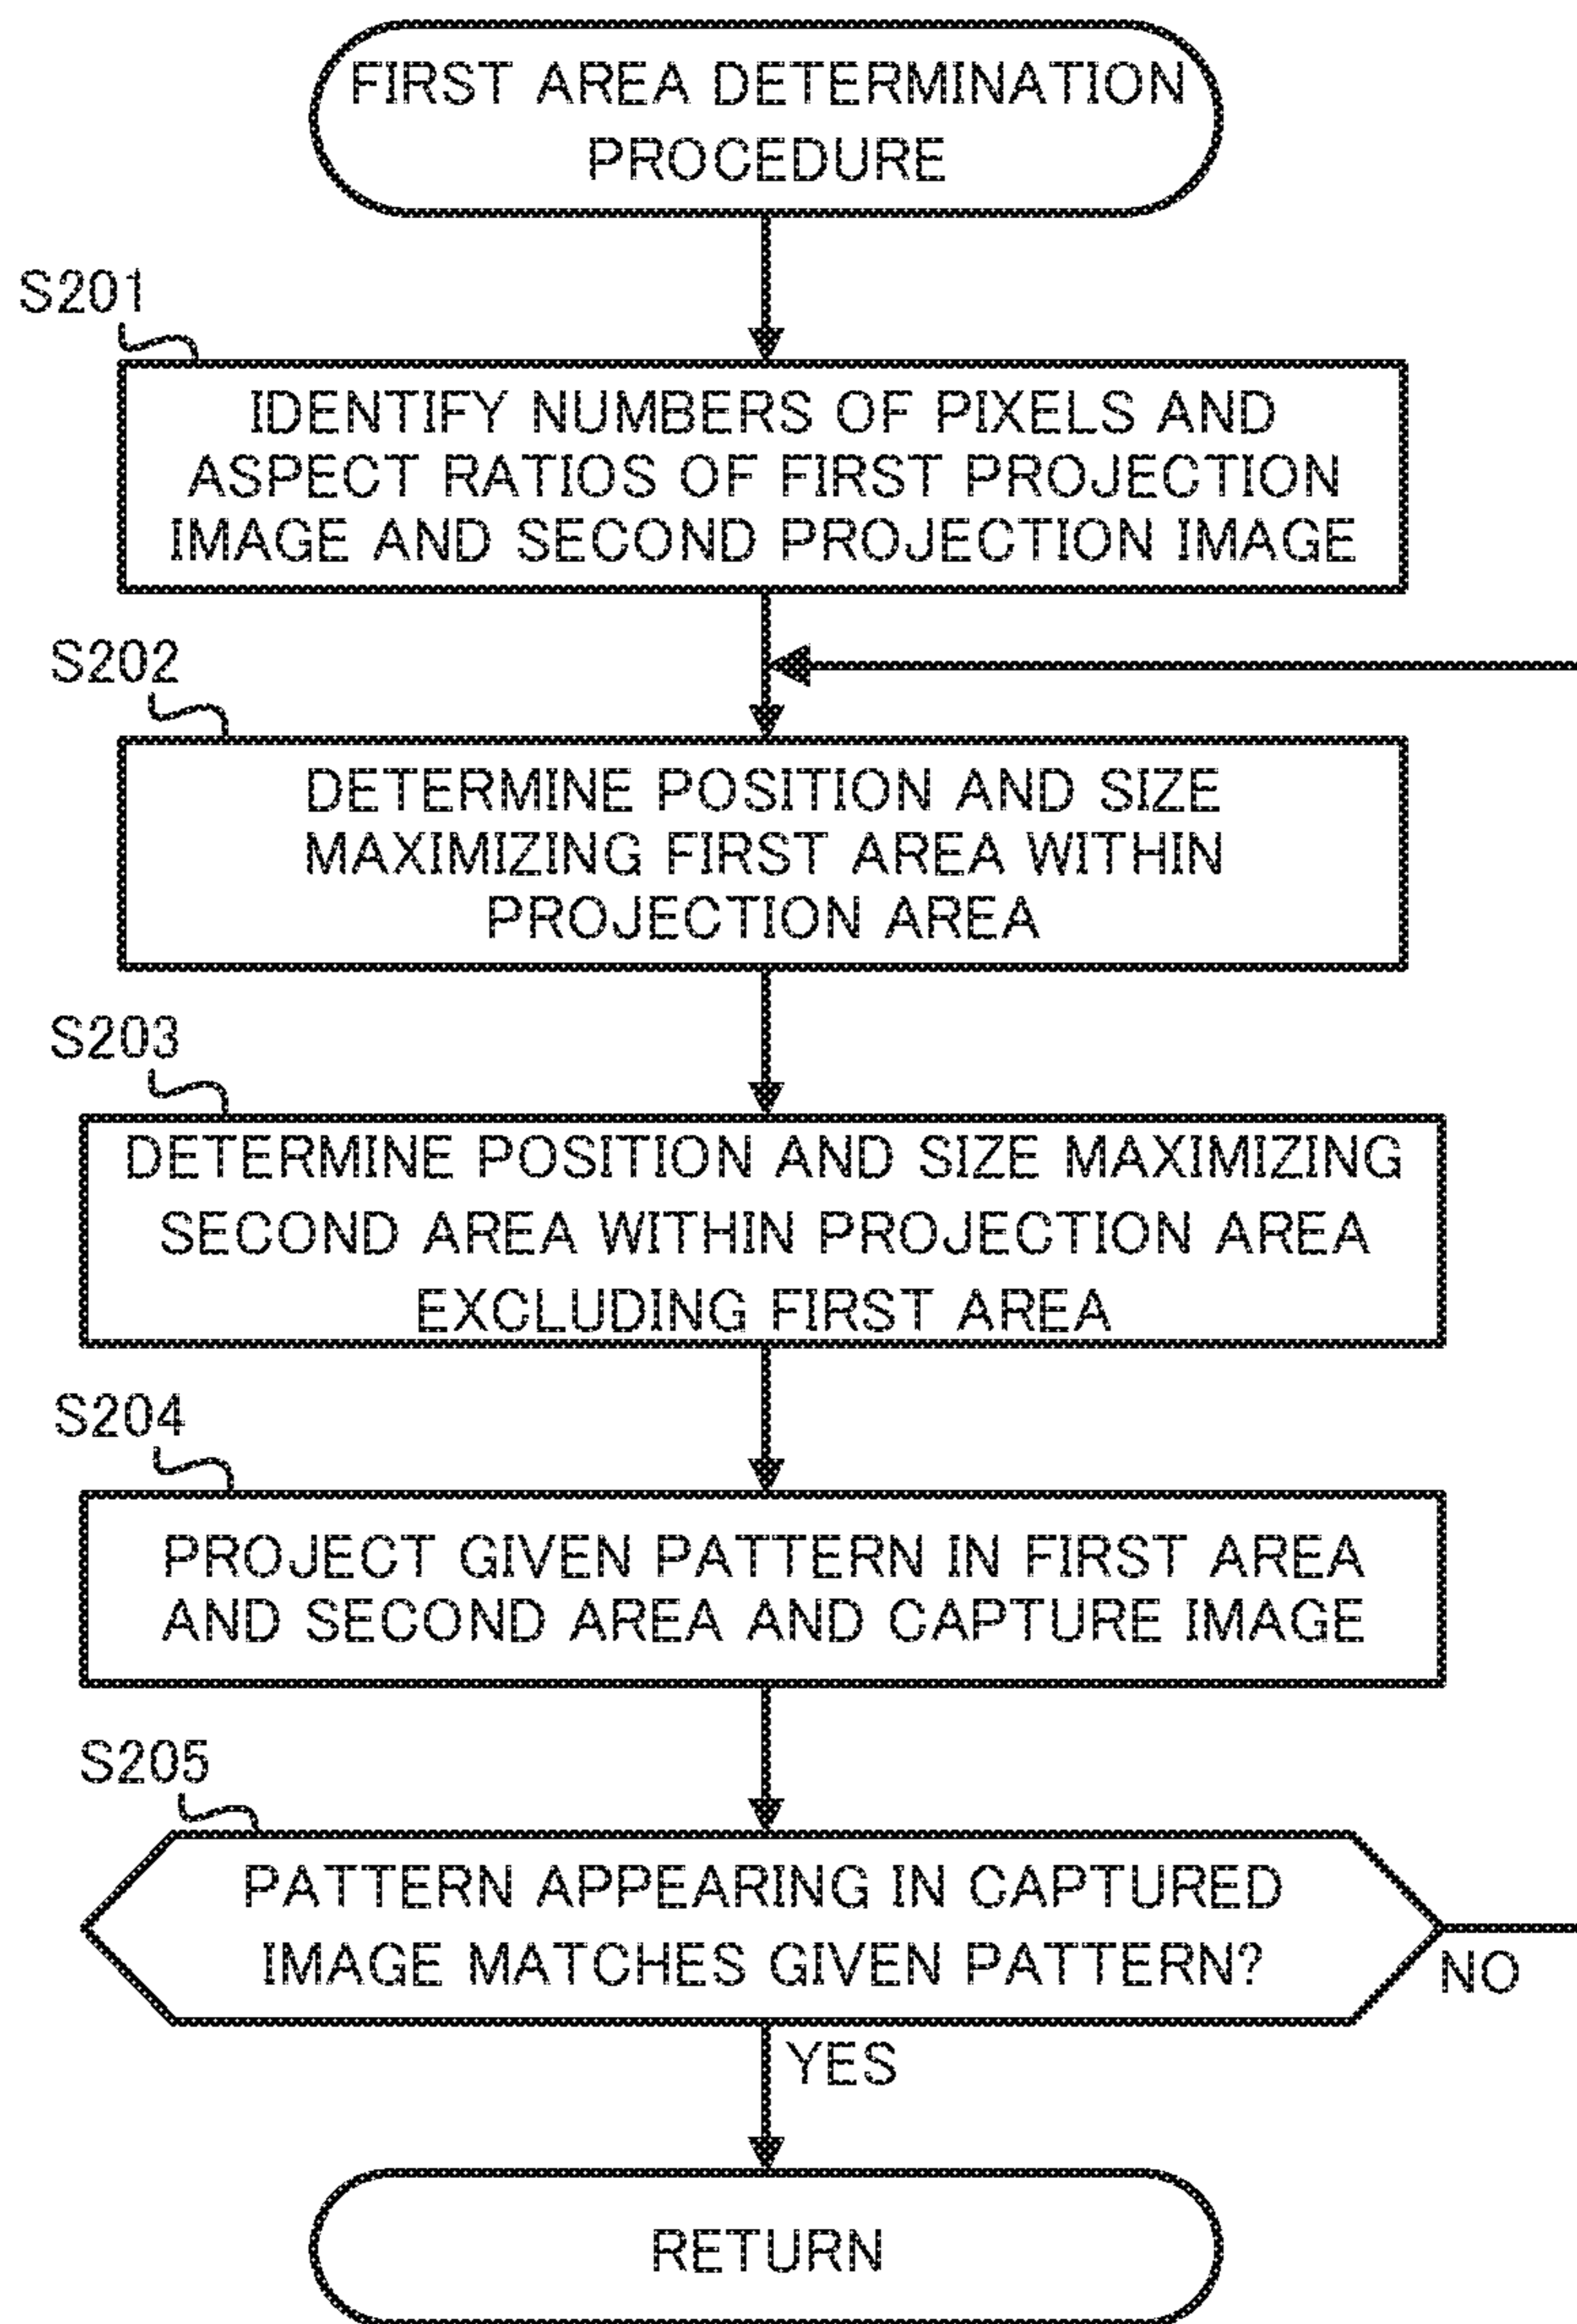 FIRST AREA DETERMINATION
PROCEDURE
S201
IDENTIFY NUMBERS OF PIXELS AND
ASPECT RATIOS OF FIRST PROJECTION
IMAGE AND SECOND PROJECTION IMAGE
S202
DETERMINE POSITION AND SIZE
MAXIMIZING FIRST AREA WITHIN
PROJECTION AREA
S203
DETERMINE POSITION AND SIZE MAXIMIZING
SECOND AREA WITHIN PROJECTION AREA
EXCLUDING FIRST AREA
S204
PROJECT GIVEN PATTERN IN FIRST AREA
AND SECOND AREA AND CAPTURE IMAGE
S205
PATTERN APPEARING IN CAPTURED
IMAGE MATCHES GIVEN PATTERN?
NO
YES
RETURN